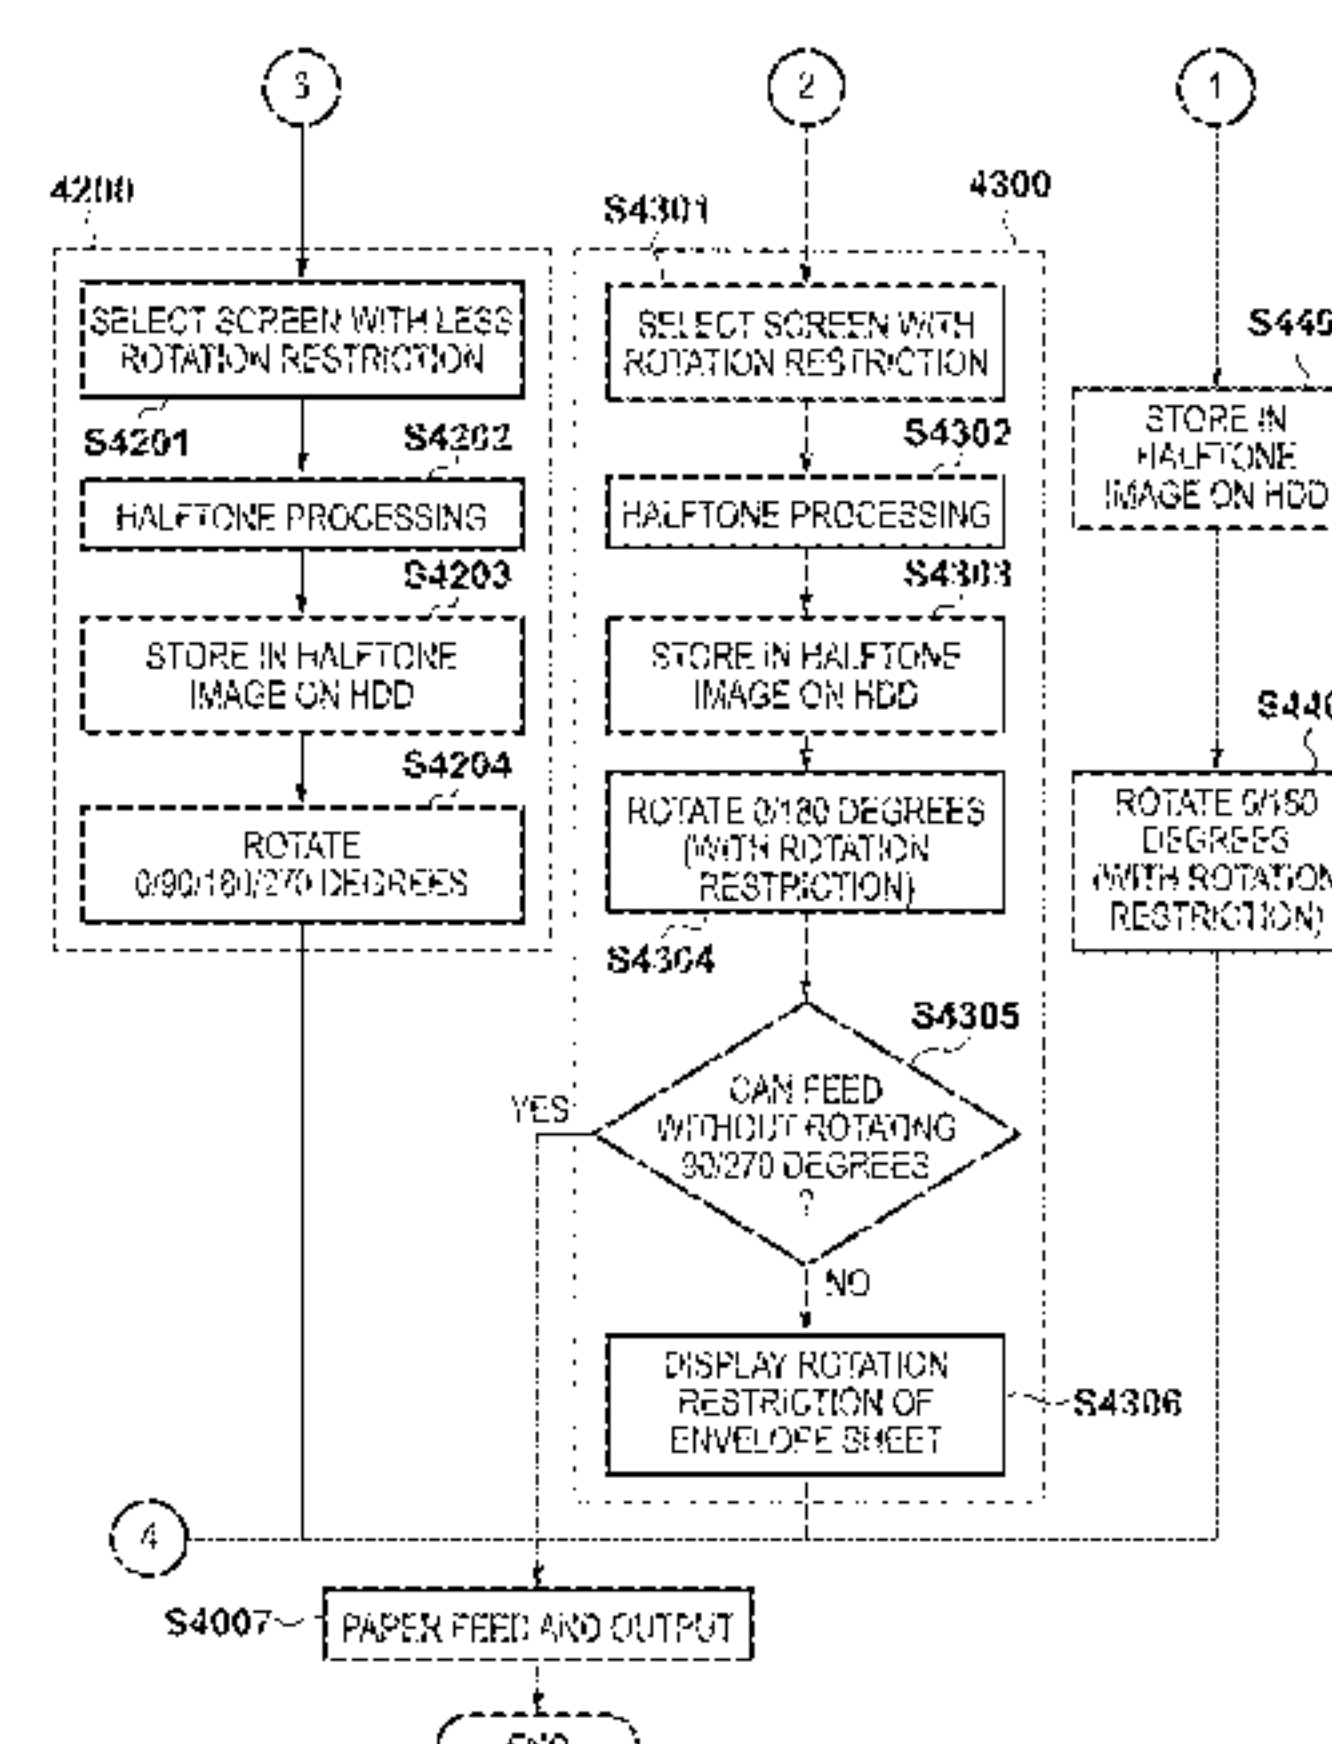 3
2
1
4200
S4301
4300
SELECT SCREEN WITH LESS
ROTATION RESTRICTION
S4201
S4202
HALFTONE PROCESSING
S4203
STORE IN HALFTONE
IMAGE ON HDD
S4204
ROTATE
0/90/180/270 DEGREES
SELECT SCREEN WITH
ROTATION RESTRICTION
S4302
HALFTONE PROCESSING
S4303
STORE IN HALFTONE
IMAGE ON HDD
ROTATE 0/180 DEGREES
(WITH ROTATION
RESTRICTION)
S4304
S4305
CAN FEED
WITHOUT ROTATING
90/270 DEGREES
?
YES
NO
DISPLAY ROTATION
RESTRICTION OF
ENVELOPE SHEET
S4306
STORE IN
HALFTONE
IMAGE ON HDD
ROTATE 0/180
DEGREES
(WITH ROTATION
RESTRICTION)
4
S4007
PAPER FEED AND OUTPUT
END